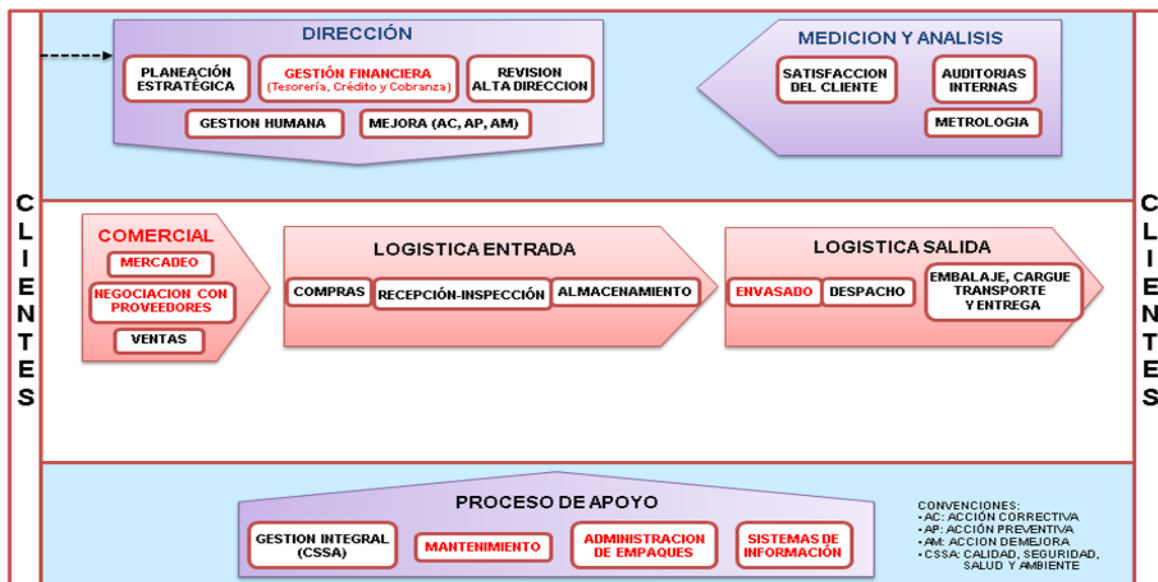 CLIENTES
DIRECCIÓN
PLANEACIÓN
ESTRATÉGICA
GESTIÓN FINANCIERA
(Tesorería, Crédito y Cobranza)
REVISION
ALTA DIRECCION
GESTION HUMANA
MEJORA (AC, AP, AM)
MEDICION Y ANALISIS
SATISFACCION
DEL CLIENTE
AUDITORIAS
INTERNAS
METROLOGIA
COMERCIAL
MERCADEO
NEGOCIACION CON
PROVEEDORES
VENTAS
LOGISTICA ENTRADA
COMPRAS
RECEPCIÓN-INSPECCIÓN
ALMACENAMIENTO
LOGISTICA SALIDA
ENVASADO
DESPACHO
EMBALAJE, CARGUE
TRANSPORTE
Y ENTREGA
PROCESO DE APOYO
GESTION INTEGRAL
(CSSA)
MANTENIMIENTO
ADMINISTRACION
DE EMPAQUES
SISTEMAS DE
INFORMACIÓN
CONVENCIONES:
•AC: ACCIÓN CORRECTIVA
•AP: ACCIÓN PREVENTIVA
•AM: ACCION DEMEJORA
•CSSA: CALIDAD, SEGURIDAD,
SALUD Y AMBIENTE
CLIENTES